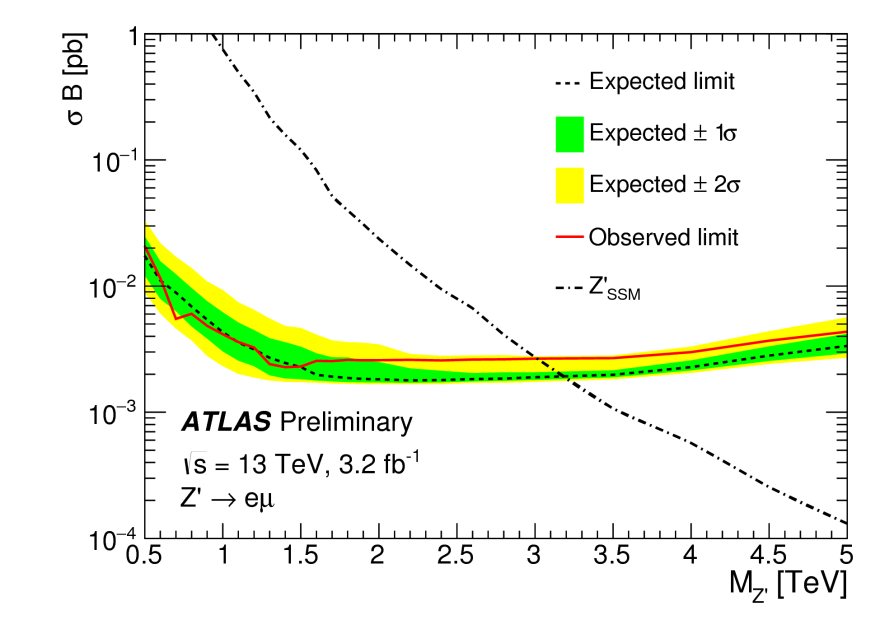 σ B [pb]
1
10⁻¹
10⁻²
10⁻³
10⁻⁴
Expected limit
Expected ± 1σ
Expected ± 2σ
Observed limit
Z'SSM
ATLAS Preliminary
√s = 13 TeV, 3.2 fb⁻¹
Z' → eμ
0.5 1 1.5 2 2.5 3 3.5 4 4.5 5
M_Z' [TeV]